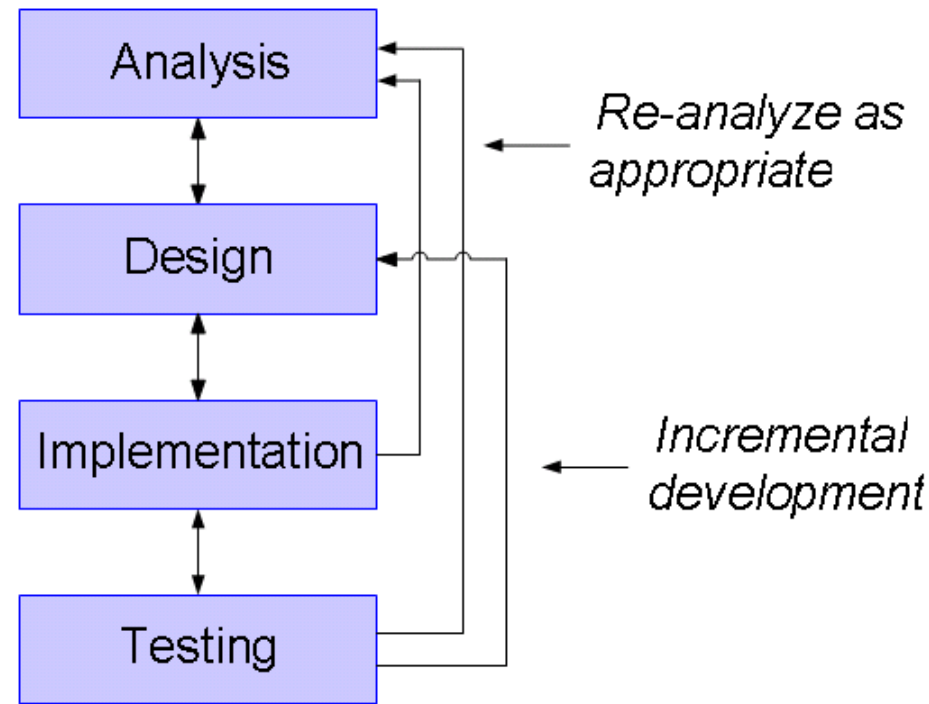 Analysis
Re-analyze as
appropriate
Design
Implementation
Incremental
development
Testing